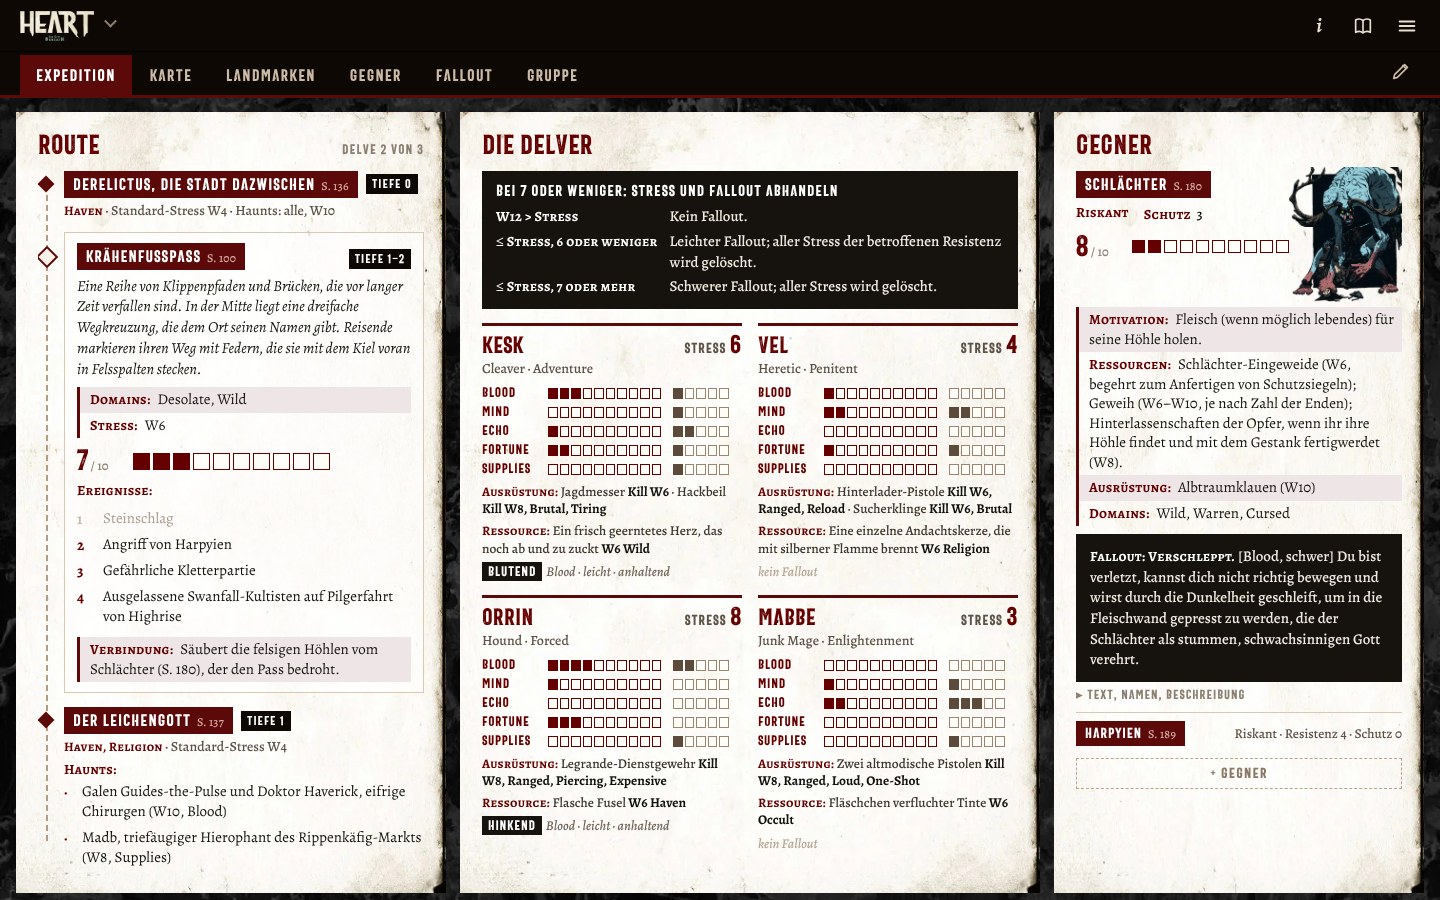 HEART
i
EXPEDITION
KARTE
LANDMARKEN
GEGNER
FALLOUT
GRUPPE
ROUTE
DELVE 2 VON 3
DERELICTUS, DIE STADT DAZWISCHEN S. 136
TIEFE 0
HAVEN · Standard-Stress W4 · Haunts: alle, W10
KRÄHENFUSSPASS S. 100
TIEFE 1–2
Eine Reihe von Klippenpfaden und Brücken, die vor langer
Zeit verfallen sind. In der Mitte liegt eine dreifache
Wegkreuzung, die dem Ort seinen Namen gibt. Reisende
markieren ihren Weg mit Federn, die sie mit dem Kiel voran
in Felsspalten stecken.
DOMAINS: Desolate, Wild
STRESS: W6
7 / 10
EREIGNISSE:
1 Steinschlag
2 Angriff von Harpyien
3 Gefährliche Kletterpartie
4 Ausgelassene Swanfall-Kultisten auf Pilgerfahrt
von Highrise
VERBINDUNG: Säubert die felsigen Höhlen vom
Schlächter (S. 180), der den Pass bedroht.
DER LEICHENGOTT S. 137
TIEFE 1
HAVEN, RELIGION · Standard-Stress W4
HAUNTS:
· Galen Guides-the-Pulse und Doktor Haverick, eifrige
Chirurgen (W10, Blood)
· Madb, triefäugiger Hierophant des Rippenkäfig-Markts
(W8, Supplies)
DIE DELVER
BEI 7 ODER WENIGER: STRESS UND FALLOUT ABHANDELN
W12 > STRESS Kein Fallout.
≤ STRESS, 6 ODER WENIGER Leichter Fallout; aller Stress der betroffenen Resistenz
wird gelöscht.
≤ STRESS, 7 ODER MEHR Schwerer Fallout; aller Stress wird gelöscht.
KESK
STRESS 6
Cleaver · Adventure
BLOOD
MIND
ECHO
FORTUNE
SUPPLIES
AUSRÜSTUNG: Jagdmesser Kill W6 · Hackbeil
Kill W8, Brutal, Tiring
RESSOURCE: Ein frisch geerntetes Herz, das
noch ab und zu zuckt W6 Wild
BLUTEND Blood · leicht · anhaltend
VEL
STRESS 4
Heretic · Penitent
BLOOD
MIND
ECHO
FORTUNE
SUPPLIES
AUSRÜSTUNG: Hinterlader-Pistole Kill W6,
Ranged, Reload · Sucherklinge Kill W6, Brutal
RESSOURCE: Eine einzelne Andachtskerze, die
mit silberner Flamme brennt W6 Religion
kein Fallout
ORRIN
STRESS 8
Hound · Forced
BLOOD
MIND
ECHO
FORTUNE
SUPPLIES
AUSRÜSTUNG: Legrande-Dienstgewehr Kill
W8, Ranged, Piercing, Expensive
RESSOURCE: Flasche Fusel W6 Haven
HINKEND Blood · leicht · anhaltend
MABBE
STRESS 3
Junk Mage · Enlightenment
BLOOD
MIND
ECHO
FORTUNE
SUPPLIES
AUSRÜSTUNG: Zwei altmodische Pistolen Kill
W8, Ranged, Loud, One-Shot
RESSOURCE: Fläschchen verfluchter Tinte W6
Occult
kein Fallout
GEGNER
SCHLÄCHTER S. 180
RISKANT SCHUTZ 3
8 / 10
MOTIVATION: Fleisch (wenn möglich lebendes) für
seine Höhle holen.
RESSOURCEN: Schlächter-Eingeweide (W6,
begehrt zum Anfertigen von Schutzsiegeln);
Geweih (W6–W10, je nach Zahl der Enden);
Hinterlassenschaften der Opfer, wenn ihr ihre
Höhle findet und mit dem Gestank fertigwerdet
(W8).
AUSRÜSTUNG: Albtraumklauen (W10)
DOMAINS: Wild, Warren, Cursed
FALLOUT: VERSCHLEPPT. [Blood, schwer] Du bist
verletzt, kannst dich nicht richtig bewegen und
wirst durch die Dunkelheit geschleift, um in die
Fleischwand gepresst zu werden, die der
Schlächter als stummen, schwachsinnigen Gott
verehrt.
▸ TEXT, NAMEN, BESCHREIBUNG
HARPYIEN S. 189
Riskant · Resistenz 4 · Schutz 0
+ GEGNER